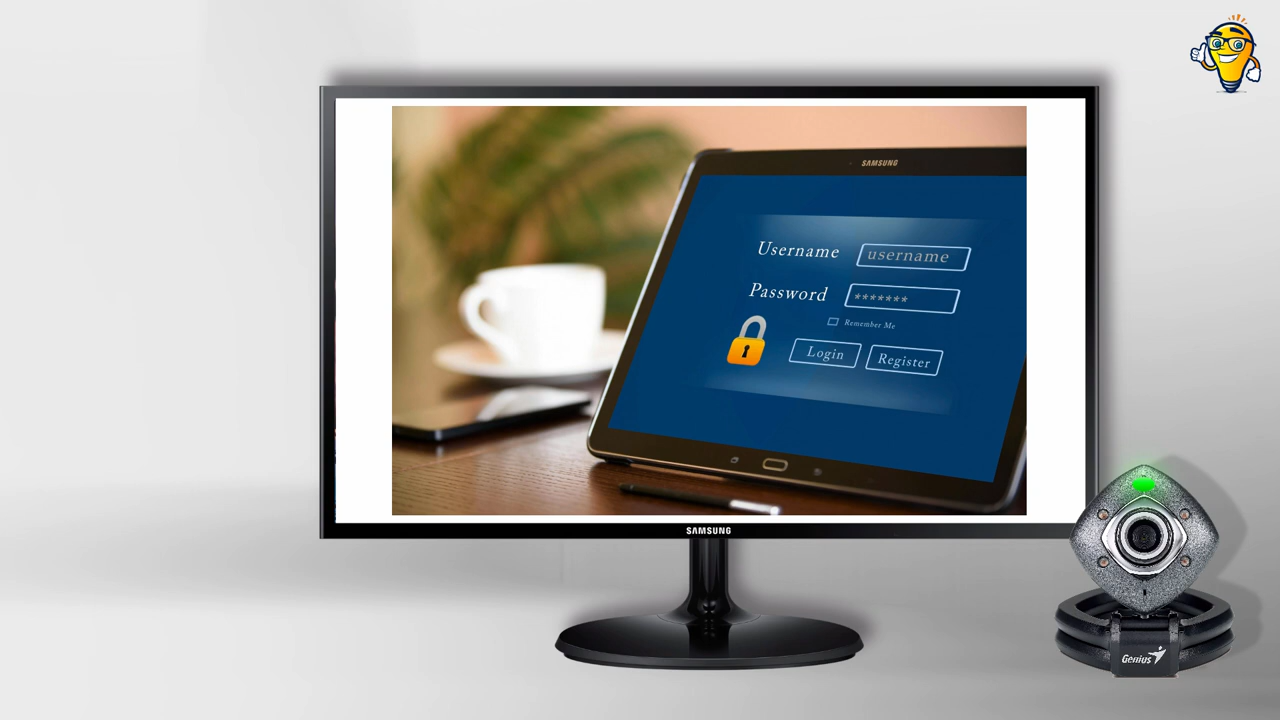 SAMSUNG
Username username
Password *******
Remember Me
Login Register
SAMSUNG
Genius